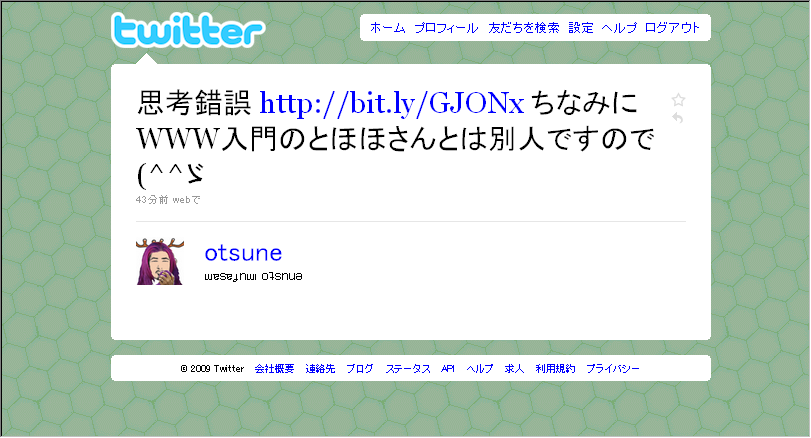 twitter
ホーム プロフィール 友だちを検索 設定 ヘルプ ログアウト
思考錯誤 http://bit.ly/GJONx ちなみに
WWW入門のとほほさんとは別人ですので
(^^ゞ
43分前 webで
otsune
ɯɐsɐɾnɯı oʇsnuǝ
© 2009 Twitter 会社概要 連絡先 ブログ ステータス API ヘルプ 求人 利用規約 プライバシー